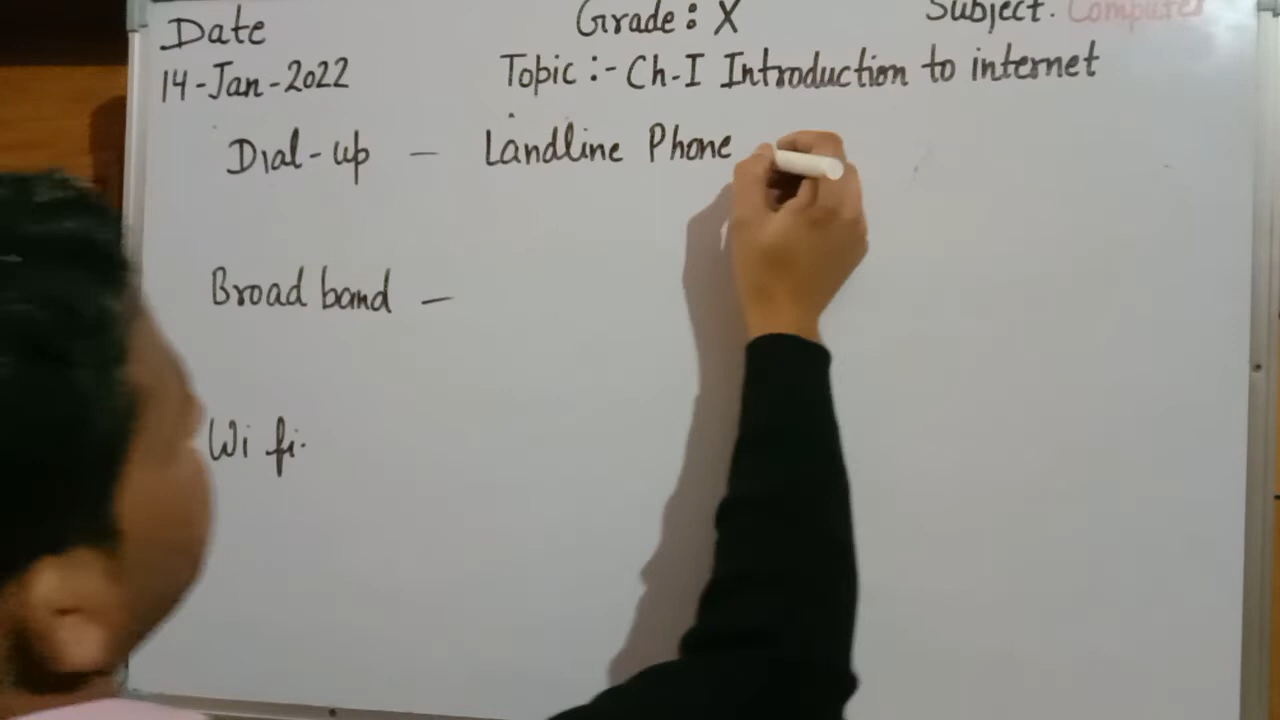 Date Grade: X Subject. Computer
14-Jan-2022 Topic :- Ch-I Introduction to internet
Dial-up — Landline Phone
Broad band —
Wi fi.